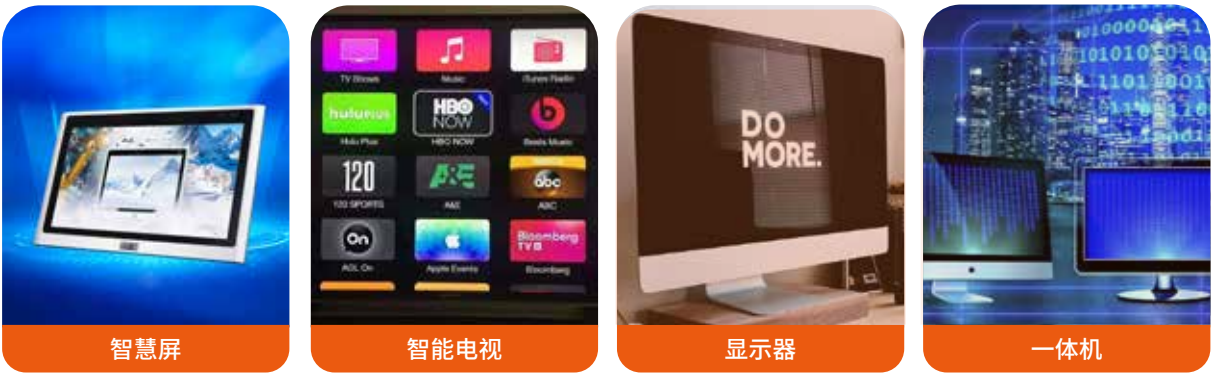 TV Shows
Music
iTunes Radio
huluPLUS
HBO
NOW
Hulu Plus
HBO NOW
Beats Music
120
A&E
abc
120 SPORTS
A&E
ABC
On
Bloomberg
TV
AOL On
Apple Events
Bloomberg
DO
MORE.
智慧屏
智能电视
显示器
一体机